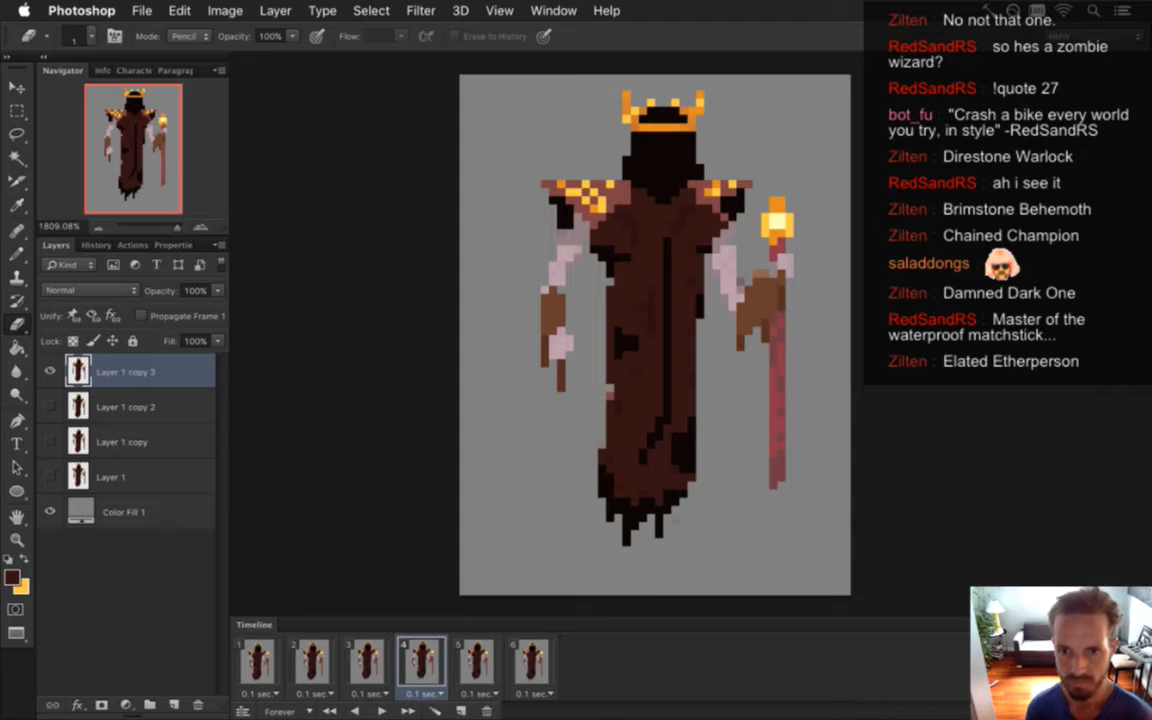 Photoshop File Edit Image Layer Type Select Filter 3D View Window Help
1 Mode: Pencil Opacity: 100% Flow: Erase to History
Navigator Info Charact Paragra
1809.08%
Layers History Actions Propertie
Kind
Normal Opacity: 100%
Unify: Propagate Frame 1
Lock: Fill: 100%
Layer 1 copy 3
Layer 1 copy 2
Layer 1 copy
Layer 1
Color Fill 1
Zilten : No not that one.
RedSandRS : so hes a zombie
wizard?
RedSandRS : !quote 27
bot_fu : "Crash a bike every world
you try, in style" -RedSandRS
Zilten : Direstone Warlock
RedSandRS : ah i see it
Zilten : Brimstone Behemoth
Zilten : Chained Champion
saladdongs :
Zilten : Damned Dark One
RedSandRS : Master of the
waterproof matchstick...
Zilten : Elated Etherperson
Timeline
1 2 3 4 5 6
0.1 sec. 0.1 sec. 0.1 sec. 0.1 sec. 0.1 sec. 0.1 sec.
Forever